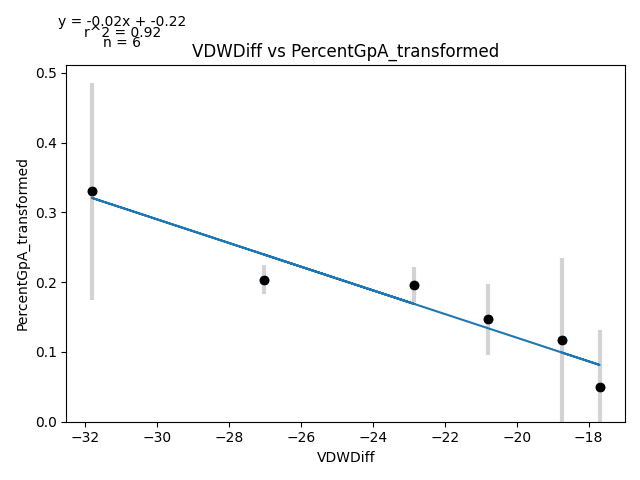 y = -0.02x + -0.22
r^2 = 0.92
n = 6
VDWDiff vs PercentGpA_transformed
0.5
0.4
0.3
0.2
0.1
0.0
PercentGpA_transformed
−32
−30
−28
−26
−24
−22
−20
−18
VDWDiff